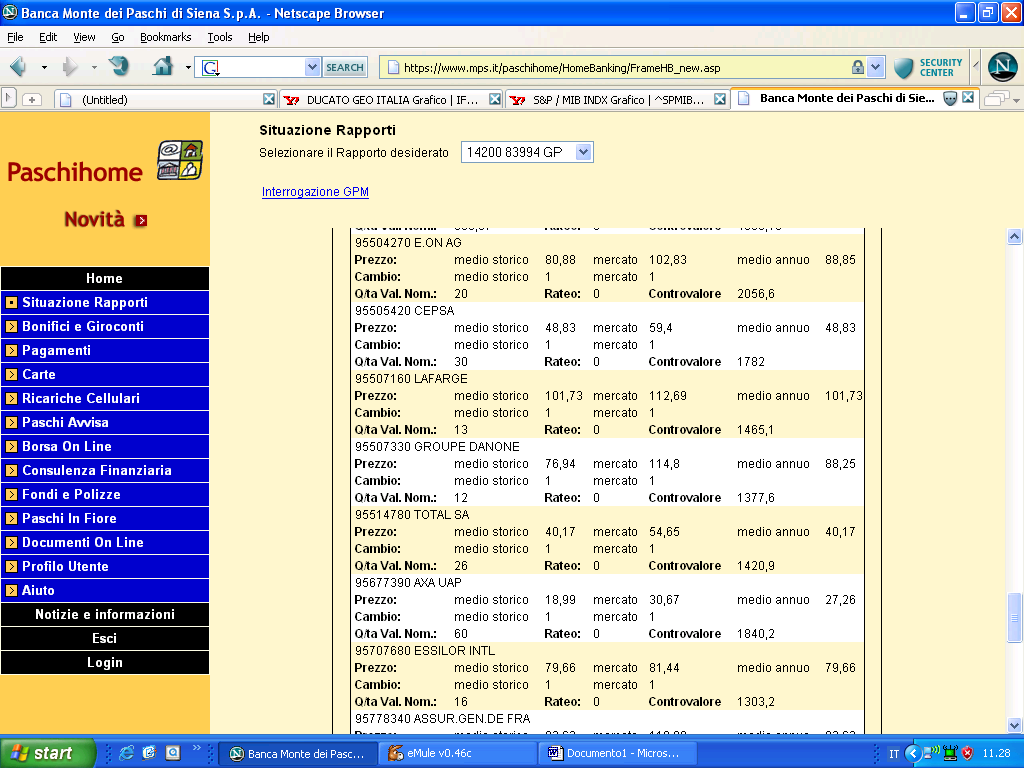 Banca Monte dei Paschi di Siena S.p.A. - Netscape Browser
File Edit View Go Bookmarks Tools Help
G SEARCH https://www.mps.it/paschihome/HomeBanking/FrameHB_new.asp SECURITY CENTER N
(Untitled) DUCATO GEO ITALIA Grafico | IF... S&P / MIB INDX Grafico | ^SPMIB... Banca Monte dei Paschi di Sie...
Paschihome
Novità
Home
Situazione Rapporti
Bonifici e Giroconti
Pagamenti
Carte
Ricariche Cellulari
Paschi Avvisa
Borsa On Line
Consulenza Finanziaria
Fondi e Polizze
Paschi In Fiore
Documenti On Line
Profilo Utente
Aiuto
Notizie e informazioni
Esci
Login
Situazione Rapporti
Selezionare il Rapporto desiderato 14200 83994 GP
Interrogazione GPM
95504270 E.ON AG
Prezzo: medio storico 80,88 mercato 102,83 medio annuo 88,85
Cambio: medio storico 1 mercato 1
Q/ta Val. Nom.: 20 Rateo: 0 Controvalore 2056,6
95505420 CEPSA
Prezzo: medio storico 48,83 mercato 59,4 medio annuo 48,83
Cambio: medio storico 1 mercato 1
Q/ta Val. Nom.: 30 Rateo: 0 Controvalore 1782
95507160 LAFARGE
Prezzo: medio storico 101,73 mercato 112,69 medio annuo 101,73
Cambio: medio storico 1 mercato 1
Q/ta Val. Nom.: 13 Rateo: 0 Controvalore 1465,1
95507330 GROUPE DANONE
Prezzo: medio storico 76,94 mercato 114,8 medio annuo 88,25
Cambio: medio storico 1 mercato 1
Q/ta Val. Nom.: 12 Rateo: 0 Controvalore 1377,6
95514780 TOTAL SA
Prezzo: medio storico 40,17 mercato 54,65 medio annuo 40,17
Cambio: medio storico 1 mercato 1
Q/ta Val. Nom.: 26 Rateo: 0 Controvalore 1420,9
95677390 AXA UAP
Prezzo: medio storico 18,99 mercato 30,67 medio annuo 27,26
Cambio: medio storico 1 mercato 1
Q/ta Val. Nom.: 60 Rateo: 0 Controvalore 1840,2
95707680 ESSILOR INTL
Prezzo: medio storico 79,66 mercato 81,44 medio annuo 79,66
Cambio: medio storico 1 mercato 1
Q/ta Val. Nom.: 16 Rateo: 0 Controvalore 1303,2
95778340 ASSUR.GEN.DE FRA
start Banca Monte dei Pasc... eMule v0.46c Documento1 - Micros... IT 11.28